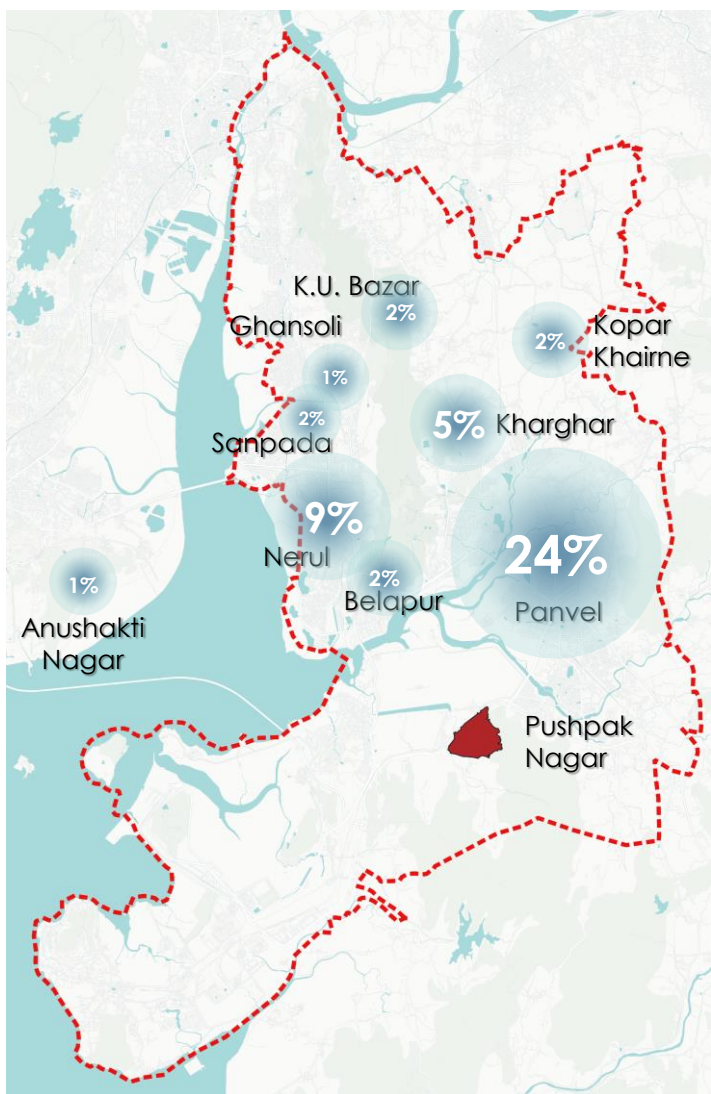 K.U. Bazar
2%
Ghansoli
2%
Kopar
Khairne
1%
2%
5%
Kharghar
Sanpada
9%
24%
Nerul
2%
1%
Belapur
Panvel
Anushakti
Nagar
Pushpak
Nagar